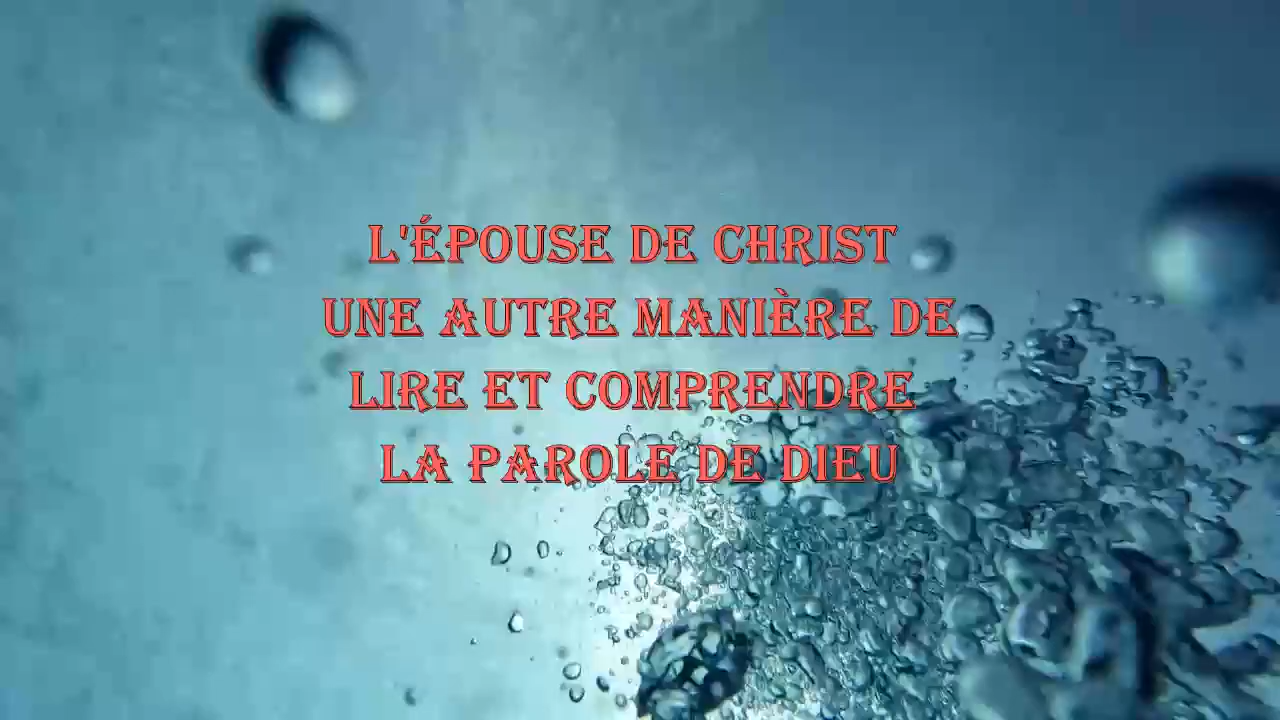 L'ÉPOUSE DE CHRIST
UNE AUTRE MANIÈRE DE
LIRE ET COMPRENDRE
LA PAROLE DE DIEU